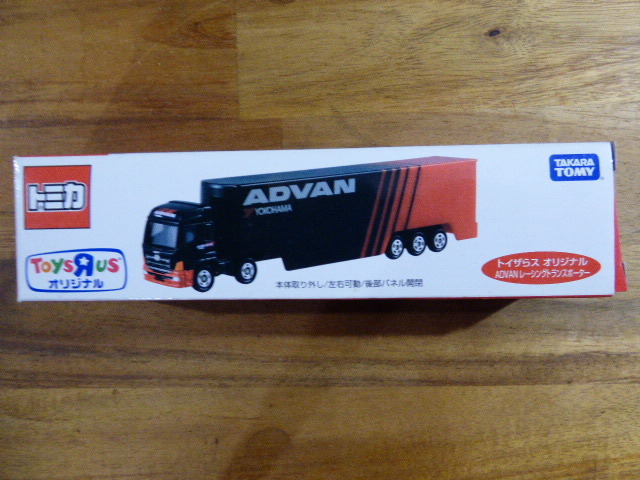 トミカ
TOYS "R" US
オリジナル
ADVAN
YOKOHAMA
本体取り外し/左右可動/後部パネル開閉
TAKARA
TOMY
トイザらス オリジナル
ADVANレーシングトランスポーター